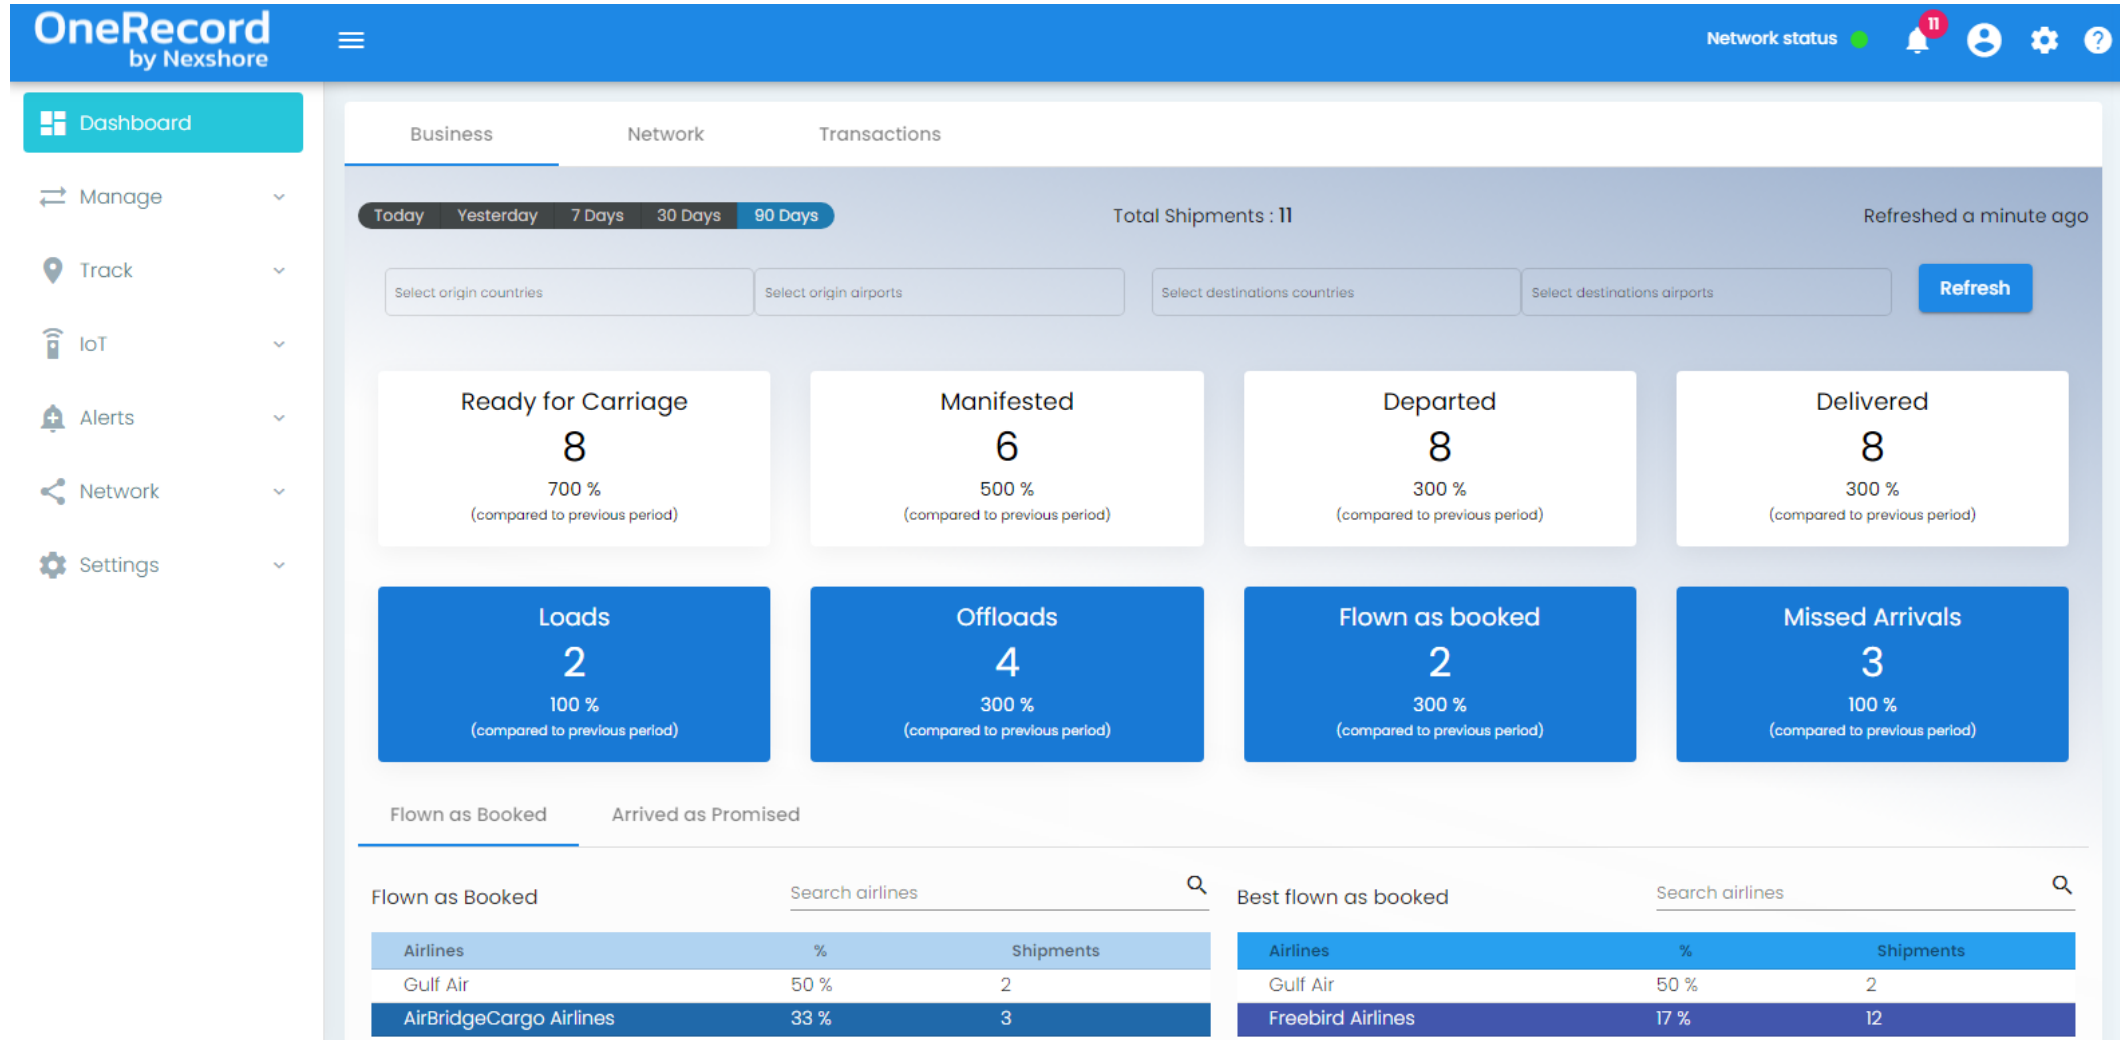 OneRecord
by Nexshore
Network status
11
Dashboard
Manage
Track
IoT
Alerts
Network
Settings
Business Network Transactions
Today Yesterday 7 Days 30 Days 90 Days
Total Shipments : 11
Refreshed a minute ago
Select origin countries Select origin airports Select destinations countries Select destinations airports Refresh
Ready for Carriage
8
700 %
(compared to previous period)
Manifested
6
500 %
(compared to previous period)
Departed
8
300 %
(compared to previous period)
Delivered
8
300 %
(compared to previous period)
Loads
2
100 %
(compared to previous period)
Offloads
4
300 %
(compared to previous period)
Flown as booked
2
300 %
(compared to previous period)
Missed Arrivals
3
100 %
(compared to previous period)
Flown as Booked Arrived as Promised
Flown as Booked Search airlines
Airlines % Shipments
Gulf Air 50 % 2
AirBridgeCargo Airlines 33 % 3
Best flown as booked Search airlines
Airlines % Shipments
Gulf Air 50 % 2
Freebird Airlines 17 % 12